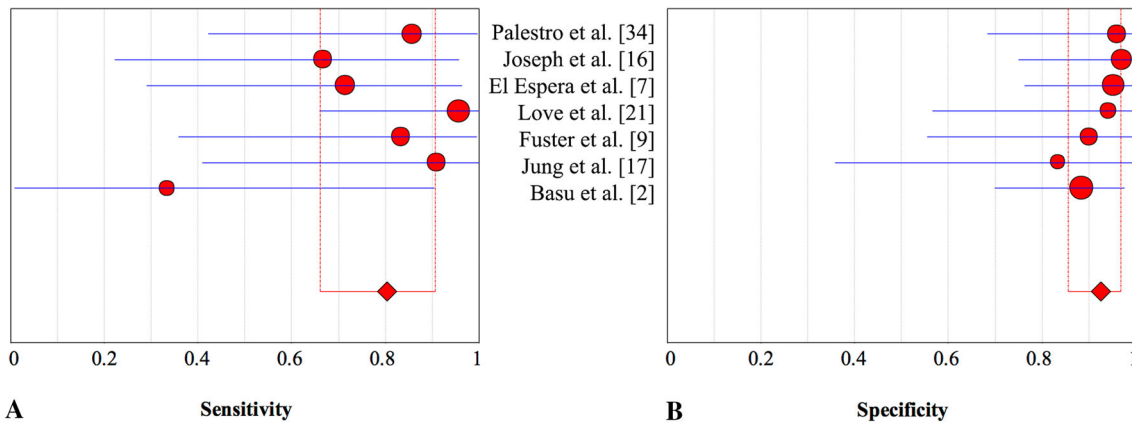 Palestro et al. [34]
Joseph et al. [16]
El Espera et al. [7]
Love et al. [21]
Fuster et al. [9]
Jung et al. [17]
Basu et al. [2]
0 0.2 0.4 0.6 0.8 1
0 0.2 0.4 0.6 0.8 1
A Sensitivity
B Specificity